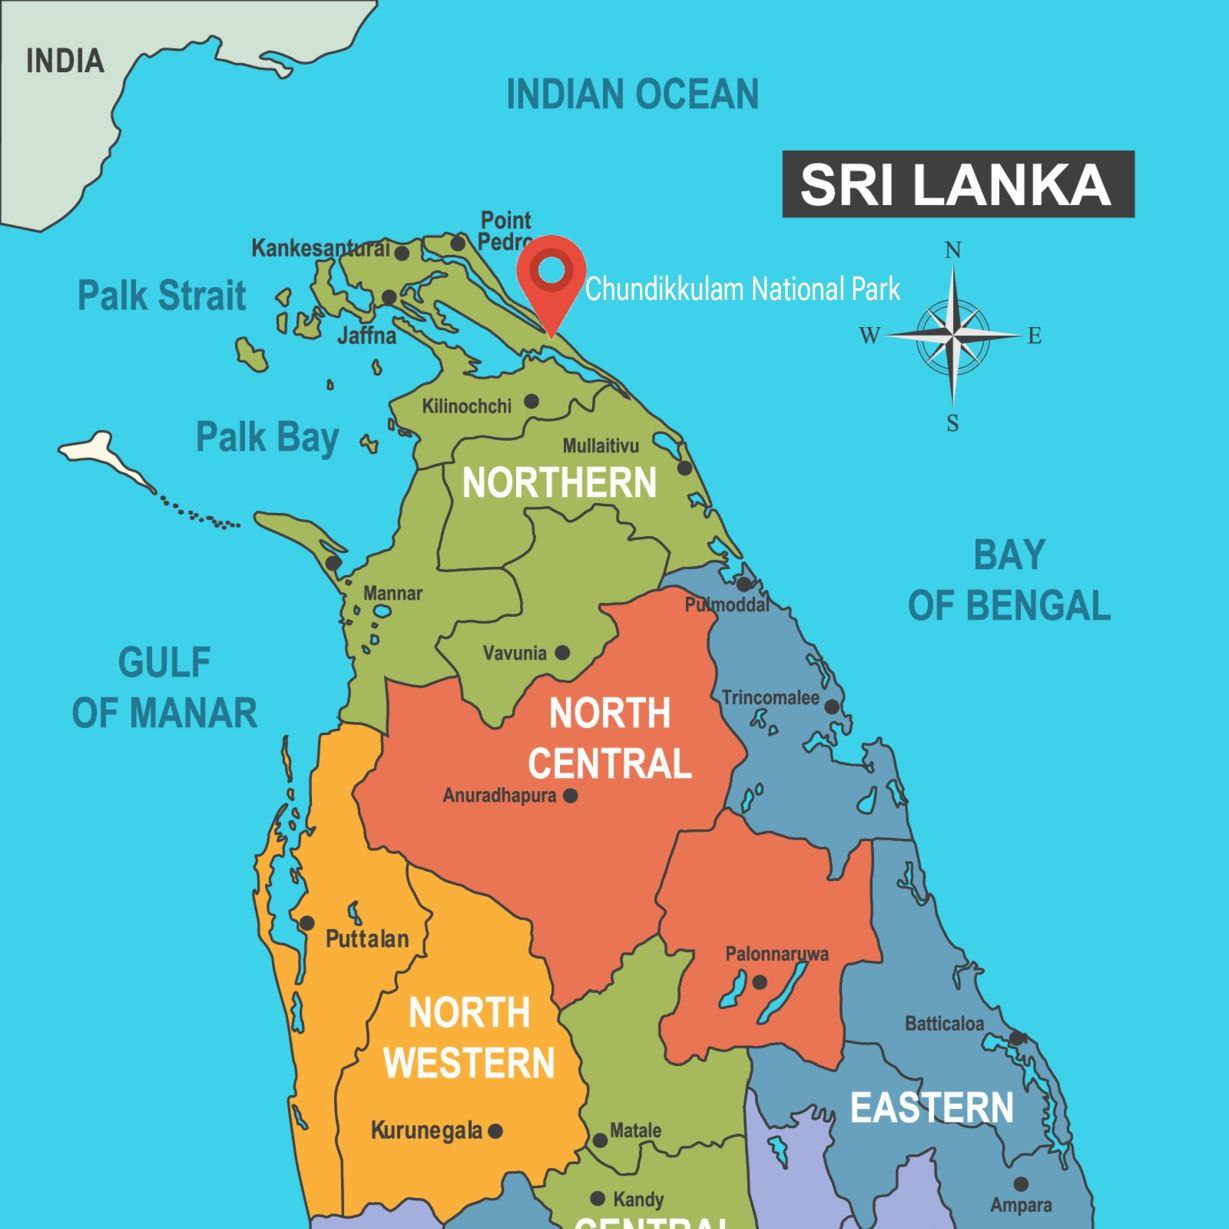 INDIA
INDIAN OCEAN
SRI LANKA
N
W
E
S
Point
Pedro
Kankesanturai
Chundikkulam National Park
Palk Strait
Jaffna
Kilinochchi
Palk Bay
Mullaitivu
NORTHERN
BAY
OF BENGAL
Mannar
Pulmoddal
GULF
OF MANAR
Vavunia
Trincomalee
NORTH
CENTRAL
Anuradhapura
Puttalan
Palonnaruwa
NORTH
WESTERN
Batticaloa
EASTERN
Kurunegala
Matale
Kandy
Ampara
CENTRAL